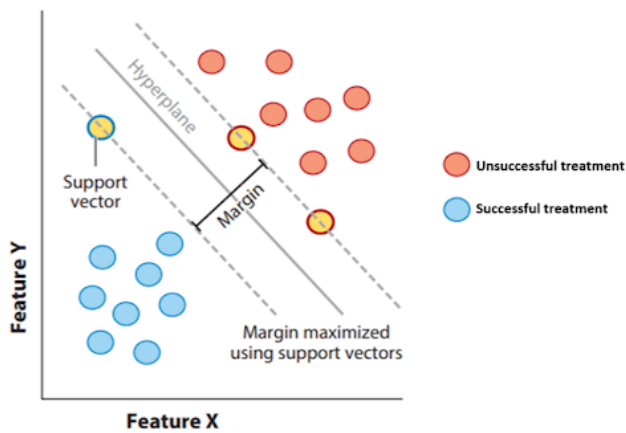 Hyperplane
Support
vector
Margin
Unsuccessful treatment
Successful treatment
Margin maximized
using support vectors
Feature Y
Feature X